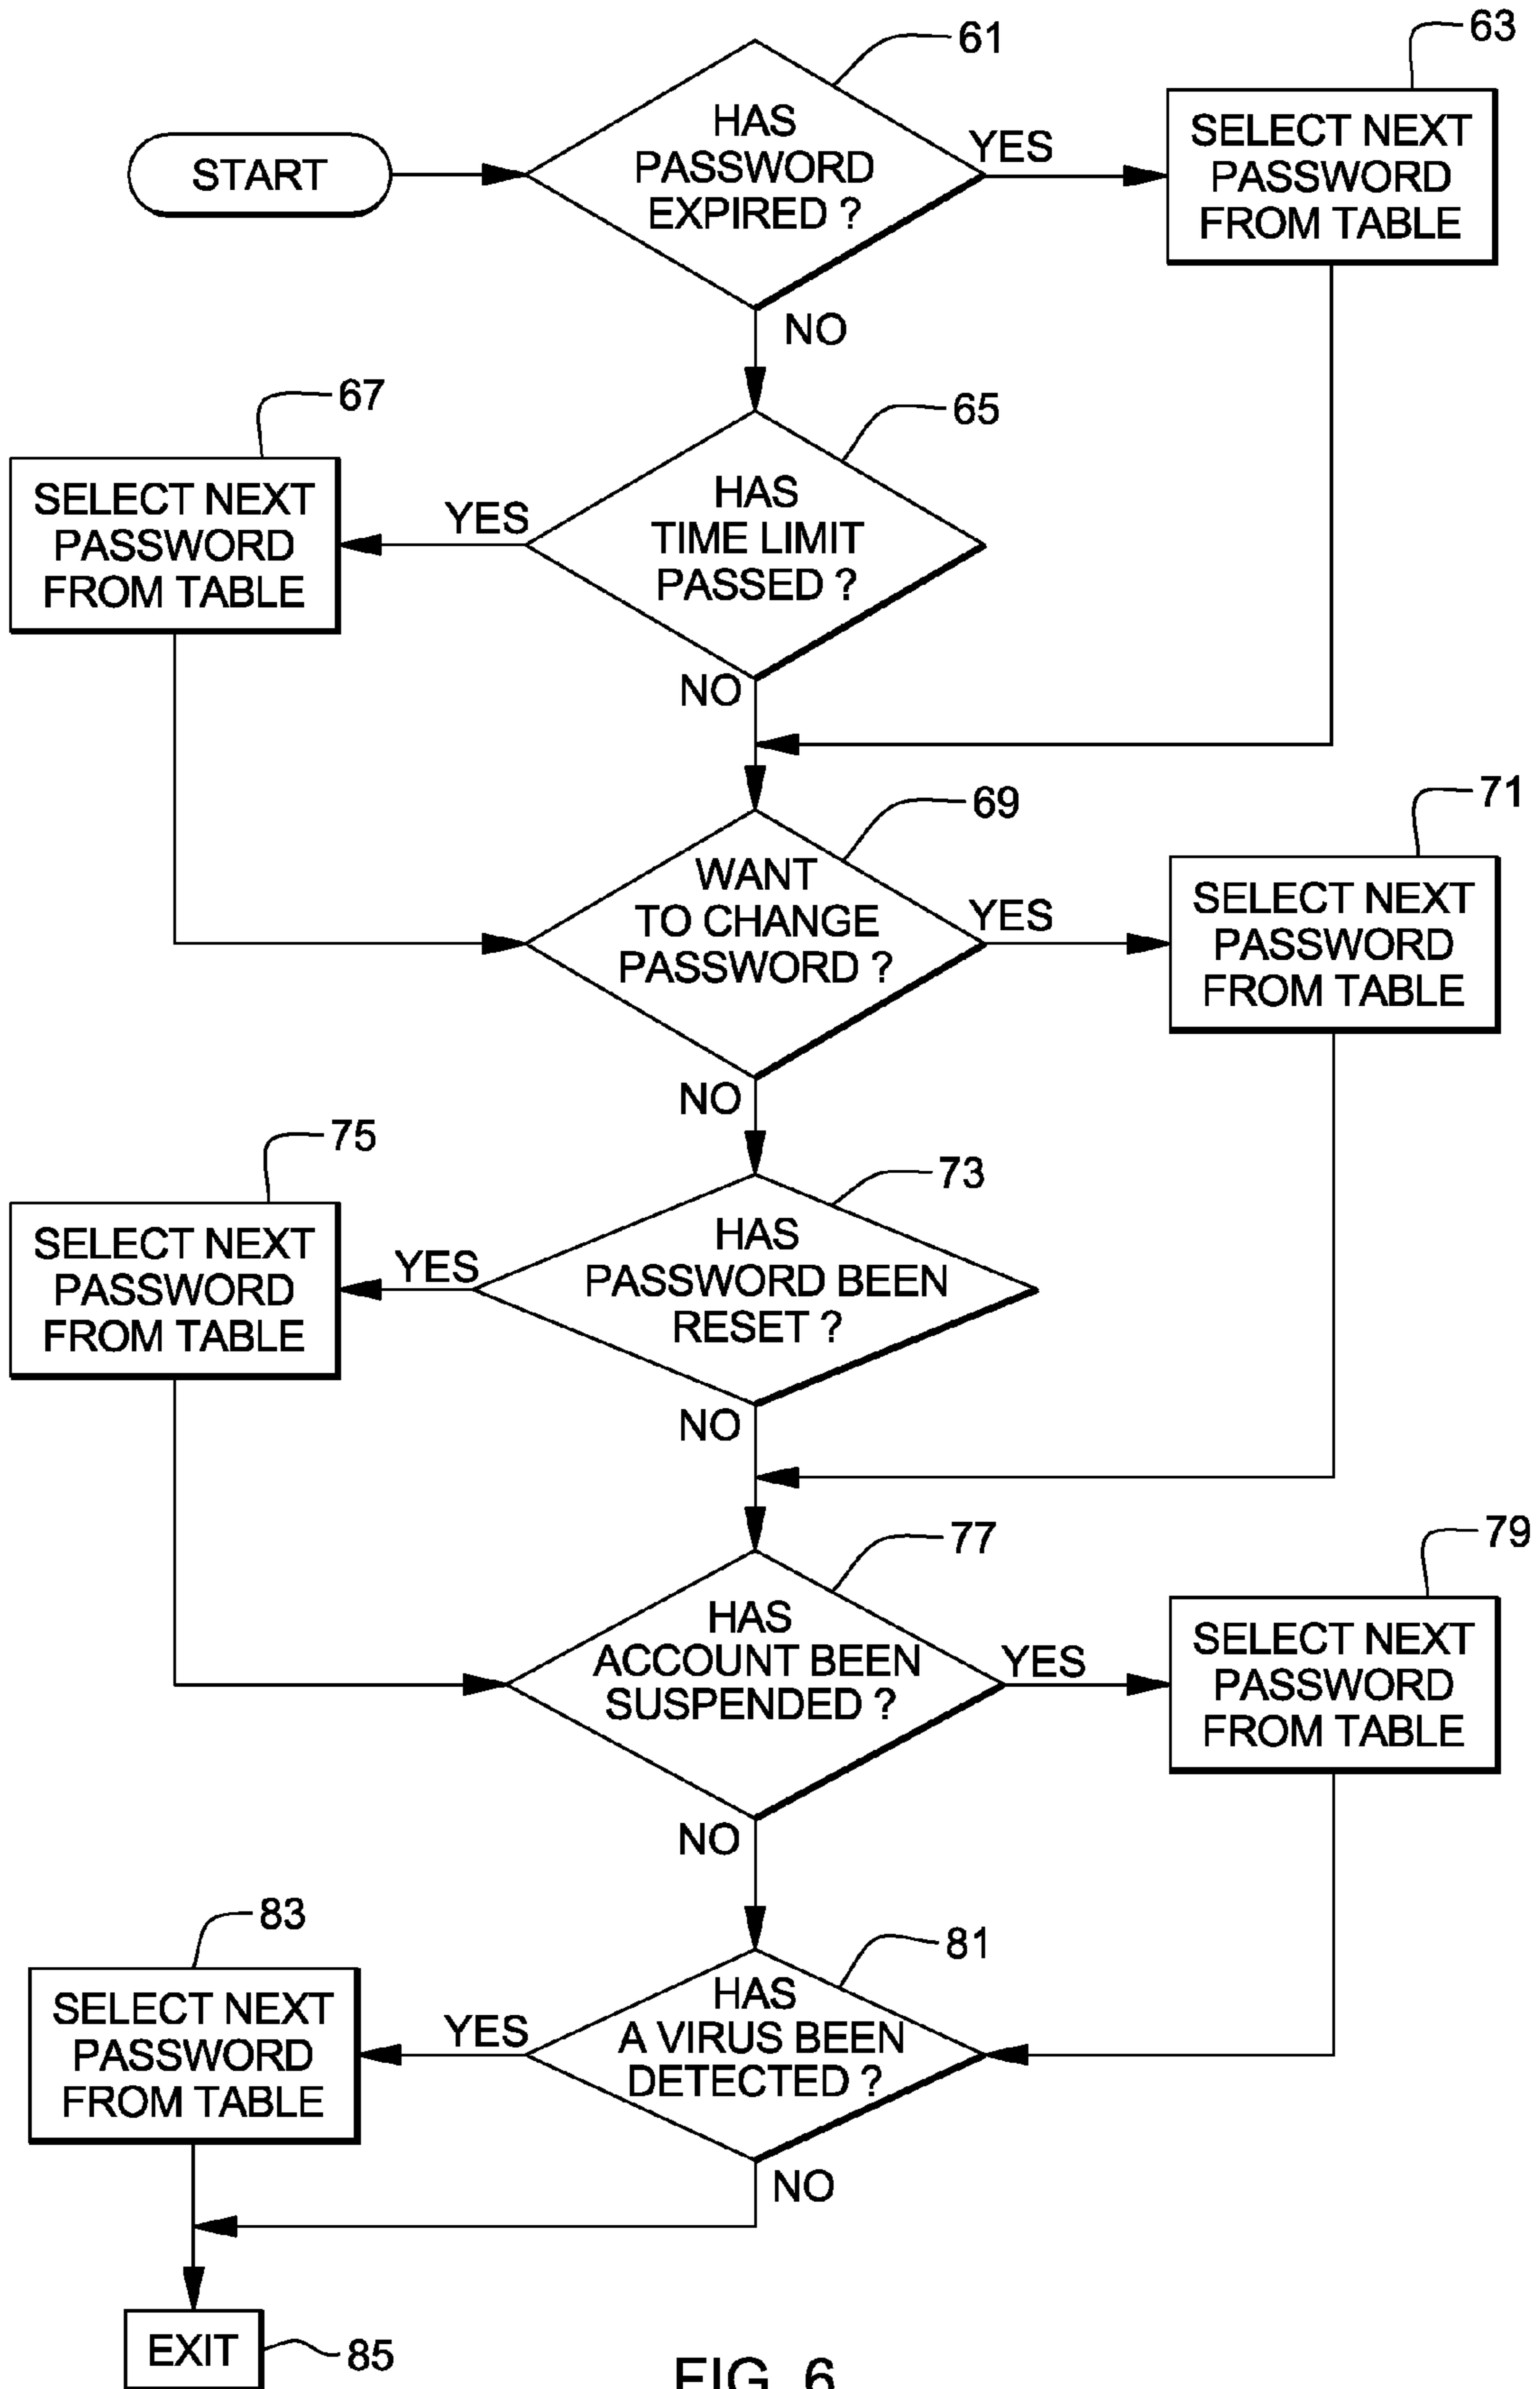 61
63
HAS
PASSWORD
EXPIRED ?
START
YES
SELECT NEXT
PASSWORD
FROM TABLE
NO
67
65
SELECT NEXT
PASSWORD
FROM TABLE
YES
HAS
TIME LIMIT
PASSED ?
NO
69
71
WANT
TO CHANGE
PASSWORD ?
YES
SELECT NEXT
PASSWORD
FROM TABLE
NO
75
73
SELECT NEXT
PASSWORD
FROM TABLE
YES
HAS
PASSWORD BEEN
RESET ?
NO
77
79
HAS
ACCOUNT BEEN
SUSPENDED ?
YES
SELECT NEXT
PASSWORD
FROM TABLE
NO
83
81
SELECT NEXT
PASSWORD
FROM TABLE
YES
HAS
A VIRUS BEEN
DETECTED ?
NO
EXIT
85
FIG. 6